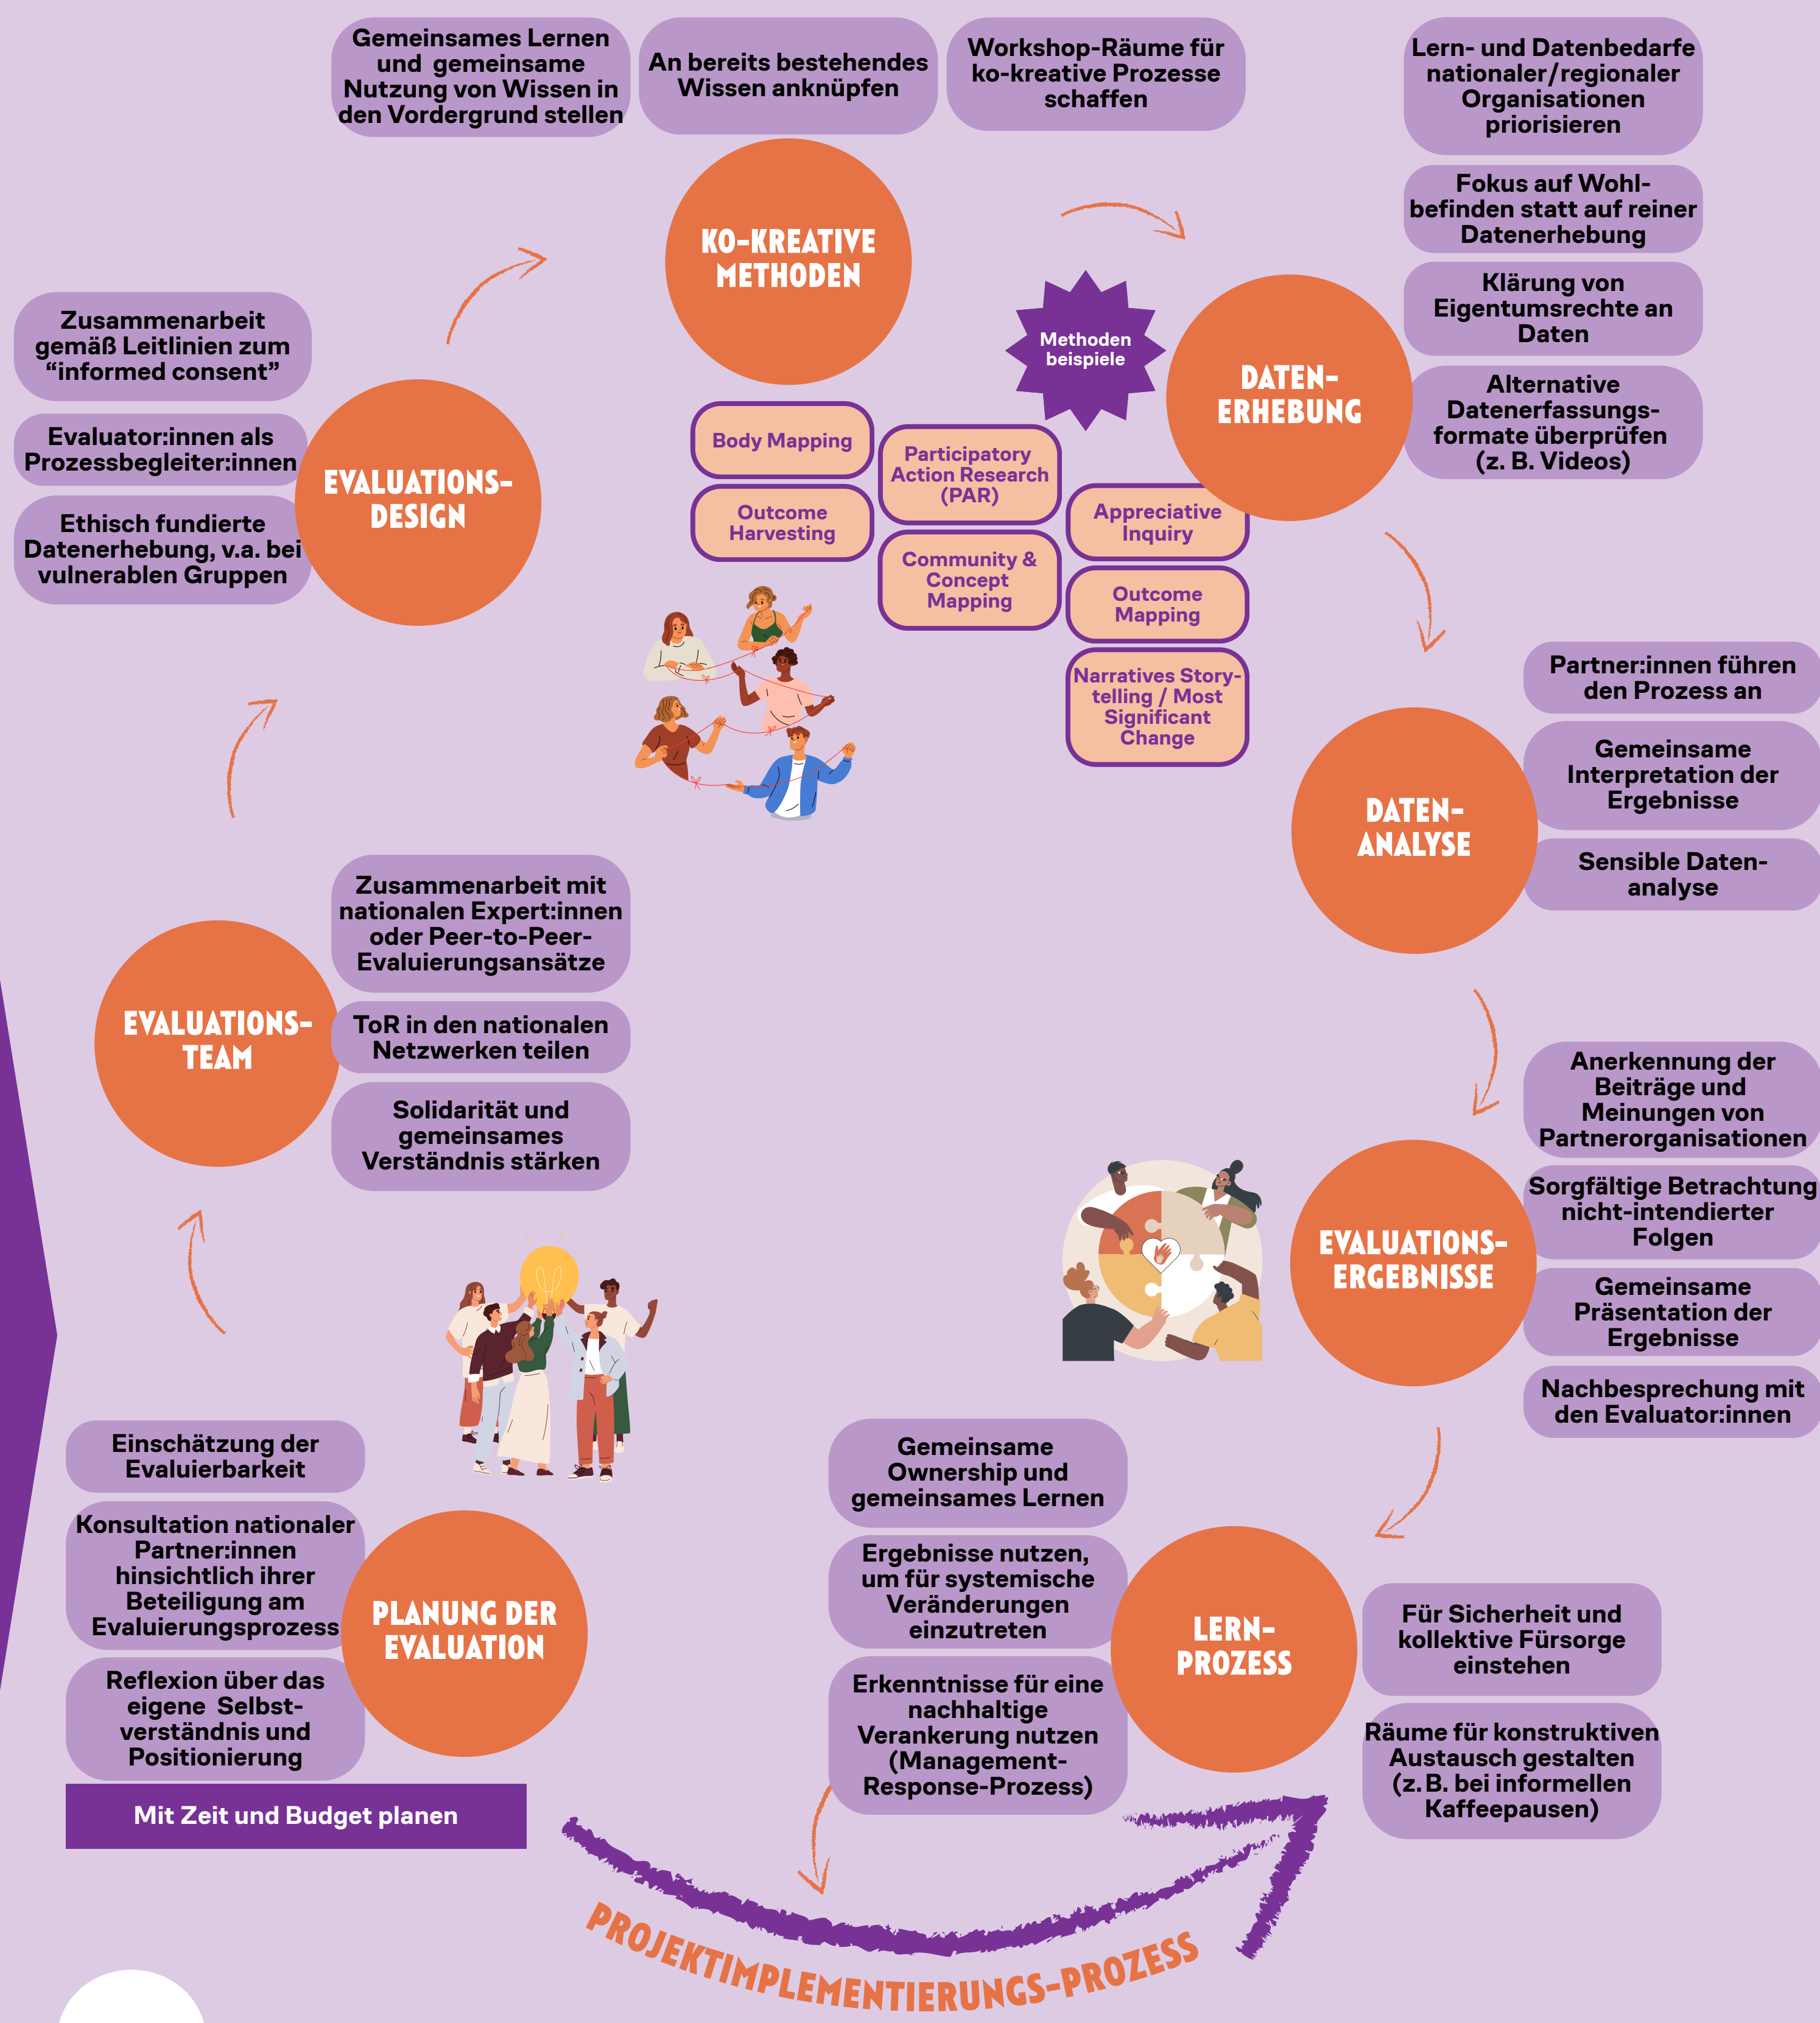 Gemeinsames Lernen
und gemeinsame
Nutzung von Wissen in
den Vordergrund stellen
An bereits bestehendes
Wissen anknüpfen
Workshop-Räume für
ko-kreative Prozesse
schaffen
KO-KREATIVE
METHODEN
Methoden
beispiele
Body Mapping
Outcome
Harvesting
Participatory
Action Research
(PAR)
Community &
Concept
Mapping
Appreciative
Inquiry
Outcome
Mapping
Narratives Story-
telling / Most
Significant
Change
Lern- und Datenbedarfe
nationaler/regionaler
Organisationen
priorisieren
Fokus auf Wohl-
befinden statt auf reiner
Datenerhebung
Klärung von
Eigentumsrechte an
Daten
Alternative
Datenerfassungs-
formate überprüfen
(z. B. Videos)
DATEN-
ERHEBUNG
Zusammenarbeit
gemäß Leitlinien zum
“informed consent”
Evaluator:innen als
Prozessbegleiter:innen
Ethisch fundierte
Datenerhebung, v.a. bei
vulnerablen Gruppen
EVALUATIONS-
DESIGN
Partner:innen führen
den Prozess an
Gemeinsame
Interpretation der
Ergebnisse
Sensible Daten-
analyse
DATEN-
ANALYSE
Zusammenarbeit mit
nationalen Expert:innen
oder Peer-to-Peer-
Evaluierungsansätze
ToR in den nationalen
Netzwerken teilen
Solidarität und
gemeinsames
Verständnis stärken
EVALUATIONS-
TEAM
Anerkennung der
Beiträge und
Meinungen von
Partnerorganisationen
Sorgfältige Betrachtung
nicht-intendierter
Folgen
Gemeinsame
Präsentation der
Ergebnisse
Nachbesprechung mit
den Evaluator:innen
EVALUATIONS-
ERGEBNISSE
Einschätzung der
Evaluierbarkeit
Konsultation nationaler
Partner:innen
hinsichtlich ihrer
Beteiligung am
Evaluierungsprozess
Reflexion über das
eigene Selbst-
verständnis und
Positionierung
PLANUNG DER
EVALUATION
Mit Zeit und Budget planen
Gemeinsame
Ownership und
gemeinsames Lernen
Ergebnisse nutzen,
um für systemische
Veränderungen
einzutreten
Erkenntnisse für eine
nachhaltige
Verankerung nutzen
(Management-
Response-Prozess)
LERN-
PROZESS
Für Sicherheit und
kollektive Fürsorge
einstehen
Räume für konstruktiven
Austausch gestalten
(z. B. bei informellen
Kaffeepausen)
PROJEKTIMPLEMENTIERUNGS-PROZESS